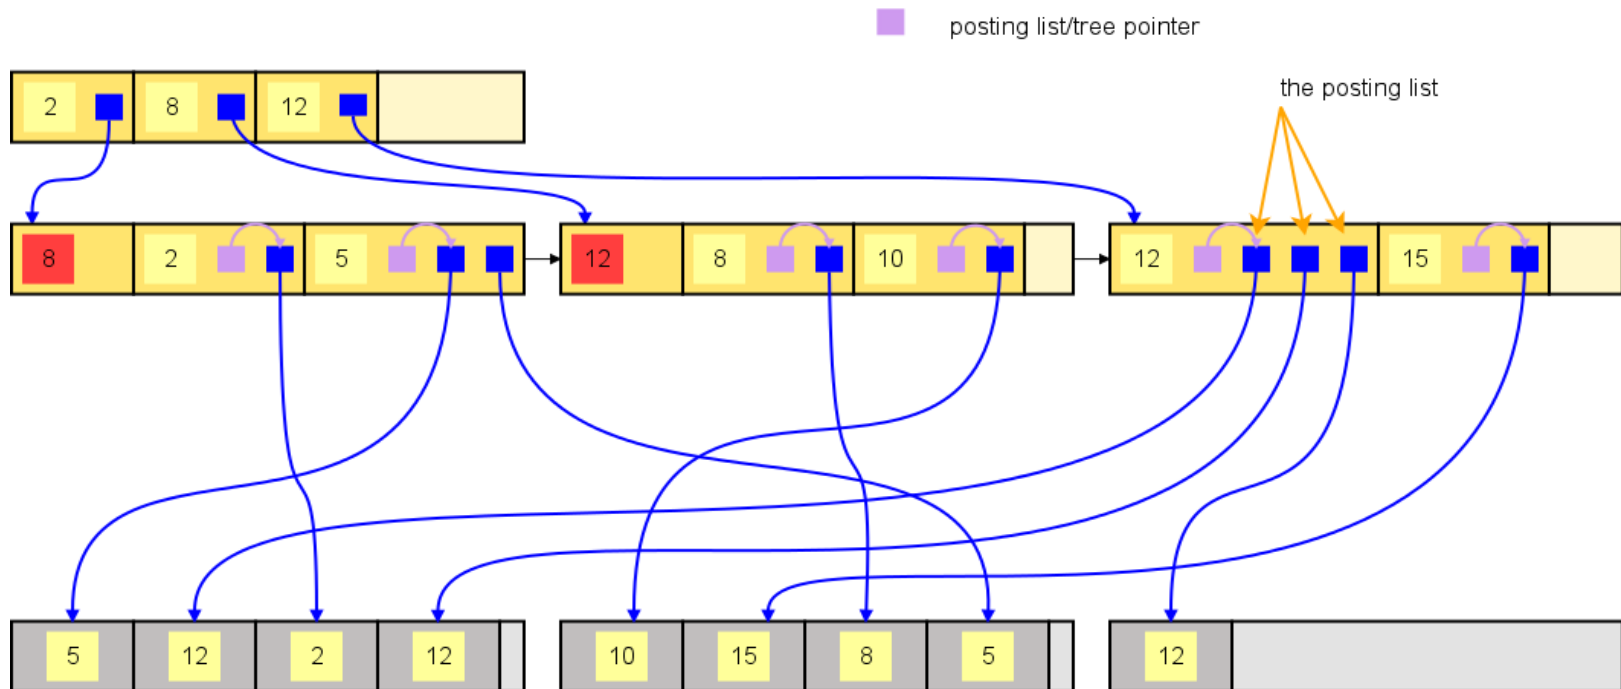 posting list/tree pointer
the posting list
2 8 12
8 2 5 12 8 10 12 15
5 12 2 12 10 15 8 5 12